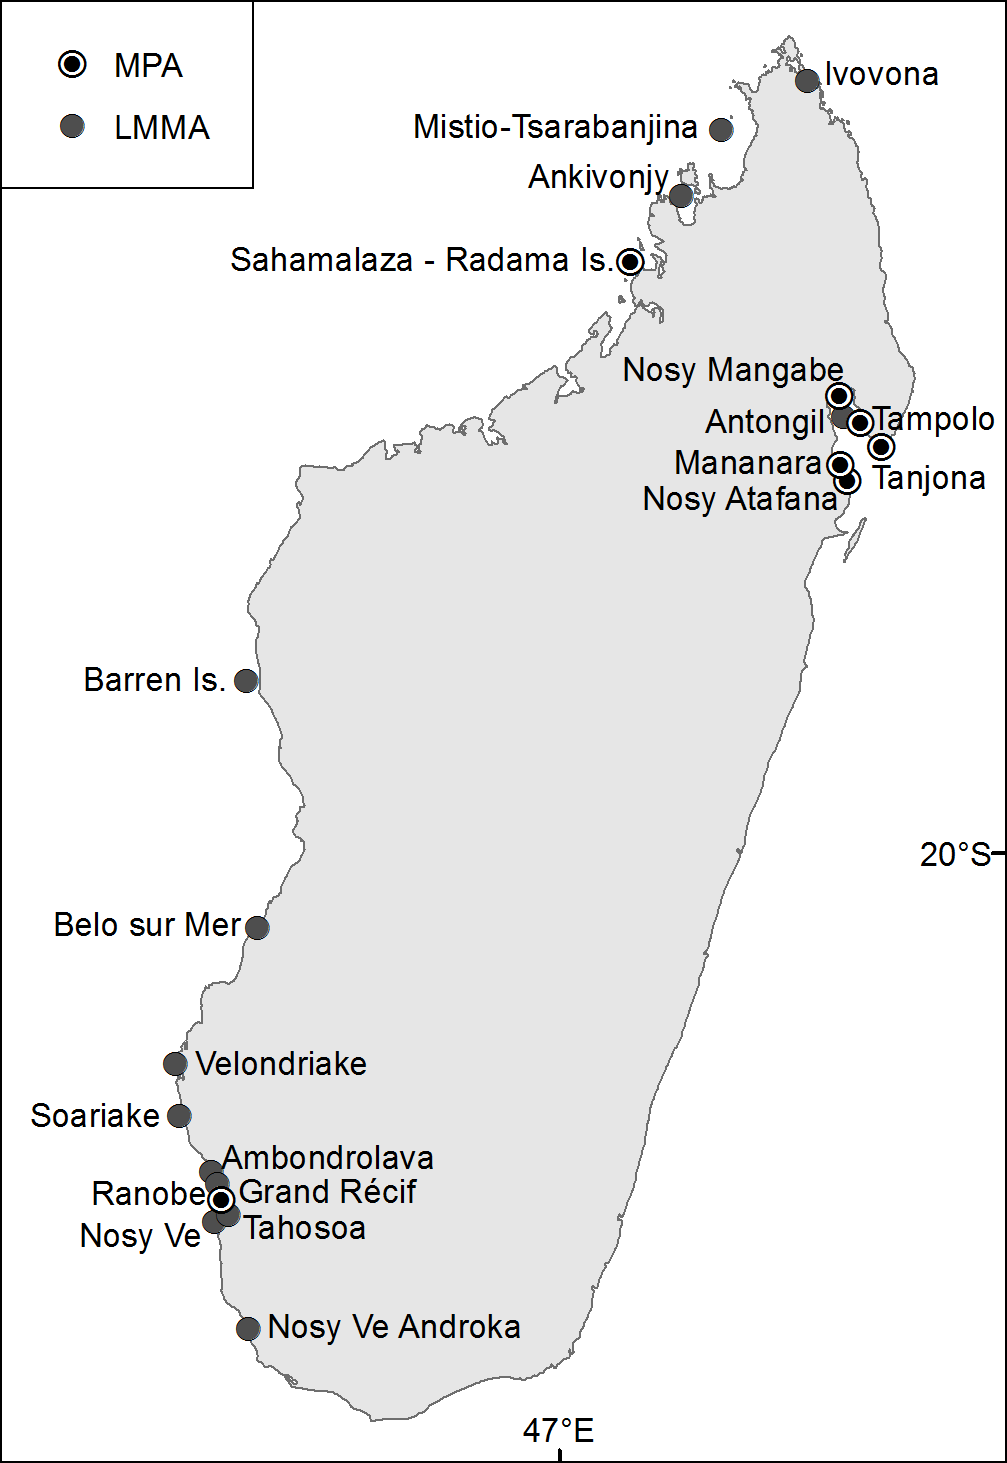 MPA
LMMA
Ivovona
Mistio-Tsarabanjina
Ankivonjy
Sahamalaza - Radama Is.
Nosy Mangabe
Antongil
Tampolo
Mananara
Tanjona
Nosy Atafana
Barren Is.
20°S
Belo sur Mer
Velondriake
Soariake
Ambondrolava
Ranobe
Grand Récif
Nosy Ve
Tahosoa
Nosy Ve Androka
47°E